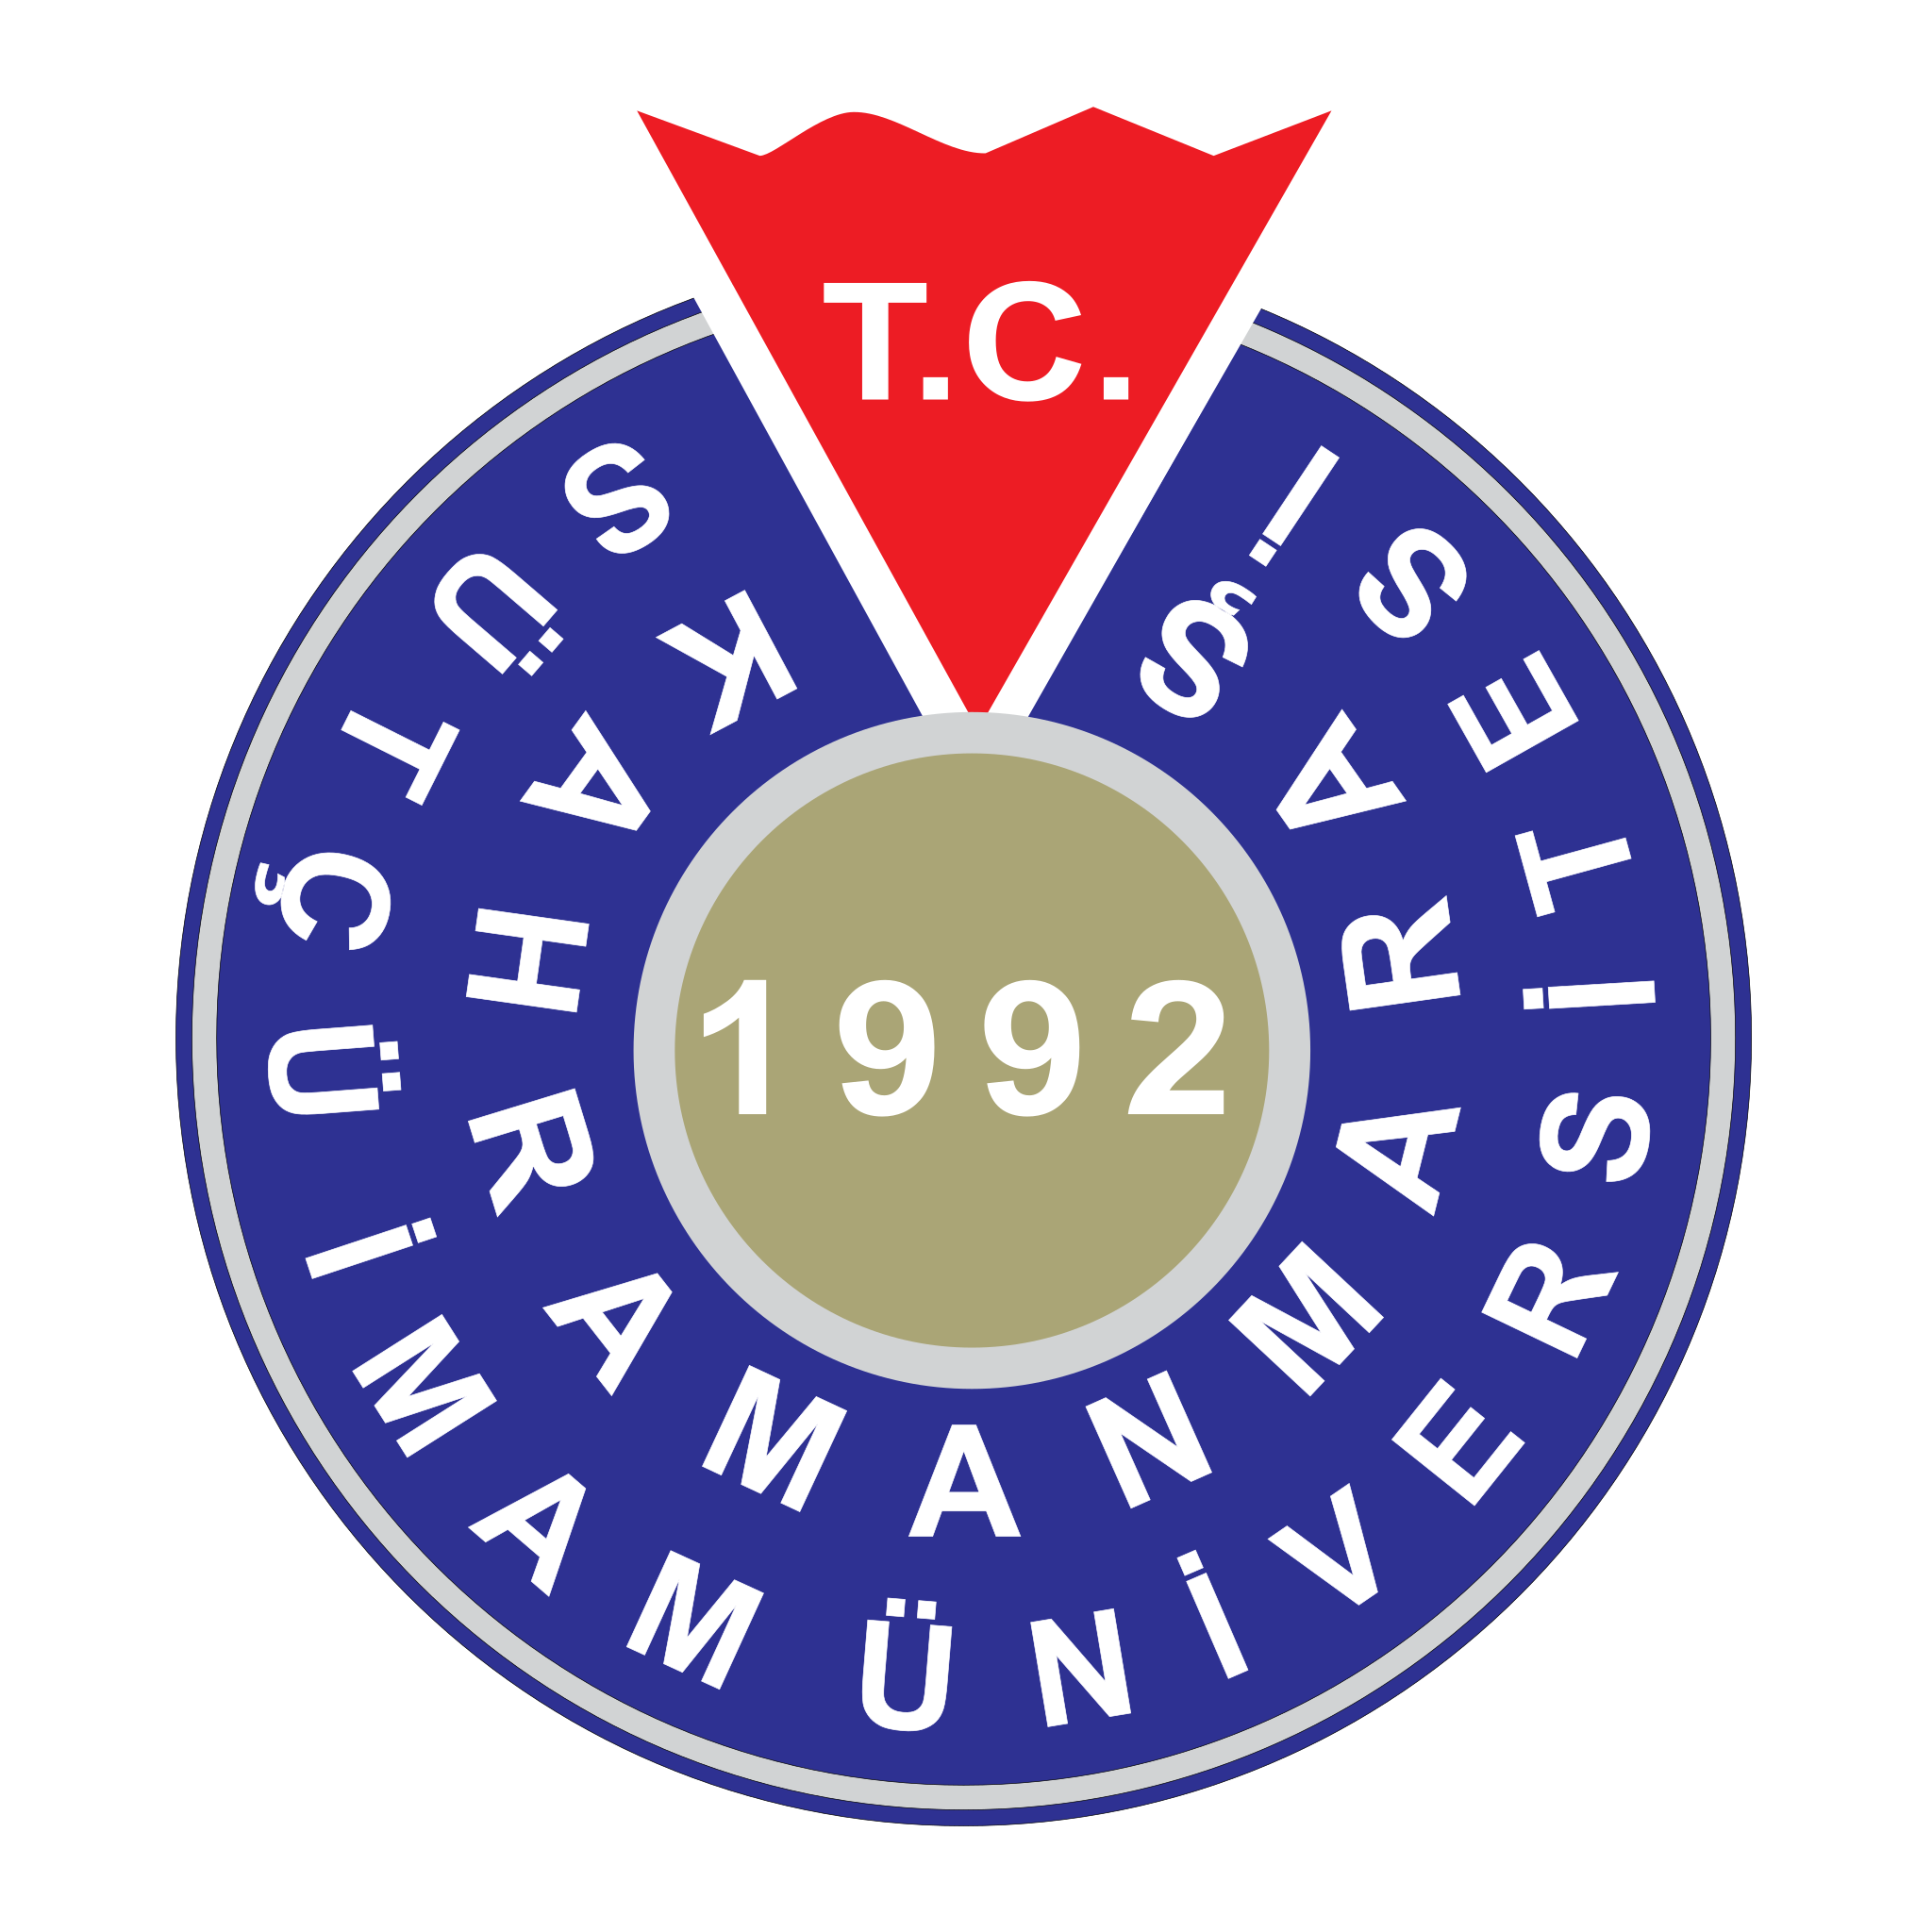 T.C.
KAHRAMANMARAŞ
SÜTÇÜ İMAM ÜNİVERSİTESİ
1992